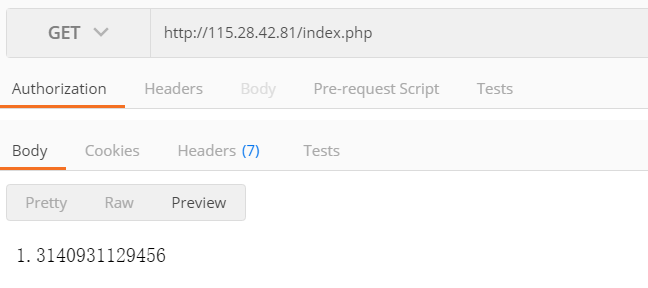 GET http://115.28.42.81/index.php
Authorization Headers Body Pre-request Script Tests
Body Cookies Headers (7) Tests
Pretty Raw Preview
1.3140931129456